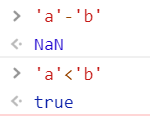 > 'a'-'b'
<· NaN
> 'a'<'b'
<· true